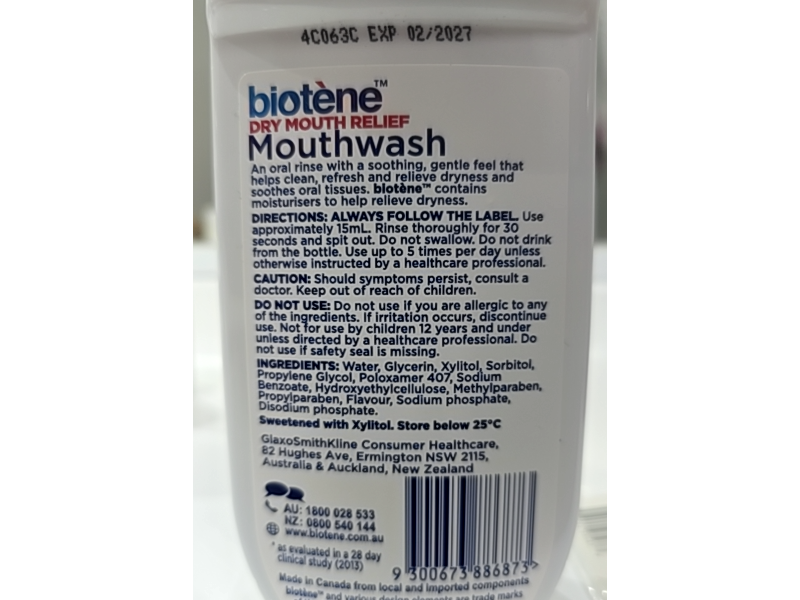 4C063C EXP 02/2027
biotène™
DRY MOUTH RELIEF
Mouthwash
An oral rinse with a soothing, gentle feel that
helps clean, refresh and relieve dryness and
soothes oral tissues. biotène™ contains
moisturisers to help relieve dryness.
DIRECTIONS: ALWAYS FOLLOW THE LABEL. Use
approximately 15mL. Rinse thoroughly for 30
seconds and spit out. Do not swallow. Do not drink
from the bottle. Use up to 5 times per day unless
otherwise instructed by a healthcare professional.
CAUTION: Should symptoms persist, consult a
doctor. Keep out of reach of children.
DO NOT USE: Do not use if you are allergic to any
of the ingredients. If irritation occurs, discontinue
use. Not for use by children 12 years and under
unless directed by a healthcare professional. Do
not use if safety seal is missing.
INGREDIENTS: Water, Glycerin, Xylitol, Sorbitol,
Propylene Glycol, Poloxamer 407, Sodium
Benzoate, Hydroxyethylcellulose, Methylparaben,
Propylparaben, Flavour, Sodium phosphate,
Disodium phosphate.
Sweetened with Xylitol. Store below 25°C
GlaxoSmithKline Consumer Healthcare,
82 Hughes Ave, Ermington NSW 2115,
Australia & Auckland, New Zealand
AU: 1800 028 533
NZ: 0800 540 144
www.biotene.com.au
* as evaluated in a 28 day
clinical study (2013)
9 300673 886873 >
Made in Canada from local and imported components
biotène™ and various design elements are trade marks